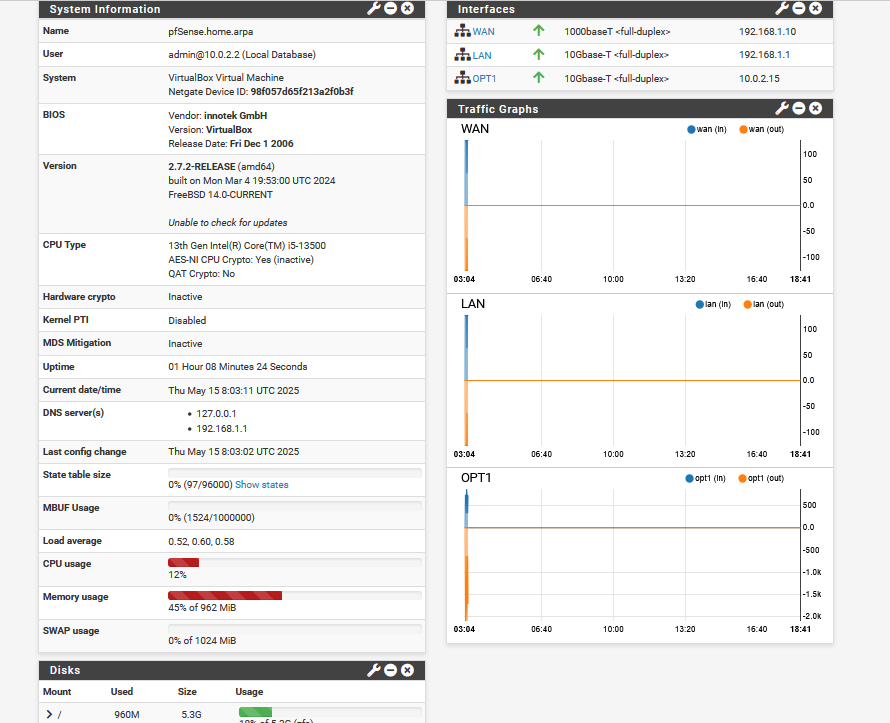 System Information
Name pfSense.home.arpa
User admin@10.0.2.2 (Local Database)
System VirtualBox Virtual Machine
Netgate Device ID: 98f057d65f213a2f0b3f
BIOS Vendor: innotek GmbH
Version: VirtualBox
Release Date: Fri Dec 1 2006
Version 2.7.2-RELEASE (amd64)
built on Mon Mar 4 19:53:00 UTC 2024
FreeBSD 14.0-CURRENT
Unable to check for updates
CPU Type 13th Gen Intel(R) Core(TM) i5-13500
AES-NI CPU Crypto: Yes (inactive)
QAT Crypto: No
Hardware crypto Inactive
Kernel PTI Disabled
MDS Mitigation Inactive
Uptime 01 Hour 08 Minutes 24 Seconds
Current date/time Thu May 15 8:03:11 UTC 2025
DNS server(s) • 127.0.0.1
• 192.168.1.1
Last config change Thu May 15 8:03:02 UTC 2025
State table size
0% (97/96000) Show states
MBUF Usage
0% (1524/1000000)
Load average 0.52, 0.60, 0.58
CPU usage
12%
Memory usage
45% of 962 MiB
SWAP usage
0% of 1024 MiB
Disks
Mount Used Size Usage
/ 960M 5.3G
Interfaces
WAN 1000baseT <full-duplex> 192.168.1.10
LAN 10Gbase-T <full-duplex> 192.168.1.1
OPT1 10Gbase-T <full-duplex> 10.0.2.15
Traffic Graphs
WAN wan (in) wan (out)
100
50
0.0
-50
-100
03:04 06:40 10:00 13:20 16:40 18:41
LAN lan (in) lan (out)
100
50
0.0
-50
-100
03:04 06:40 10:00 13:20 16:40 18:41
OPT1 opt1 (in) opt1 (out)
500
0.0
-500
-1.0k
-1.5k
-2.0k
03:04 06:40 10:00 13:20 16:40 18:41